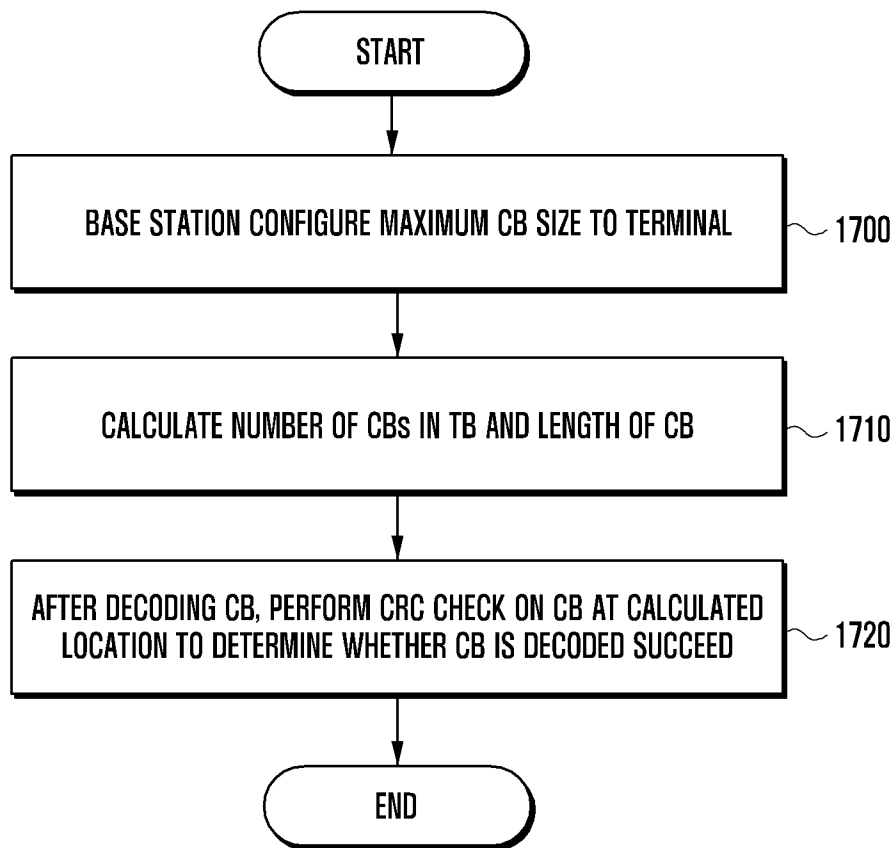 START
BASE STATION CONFIGURE MAXIMUM CB SIZE TO TERMINAL
1700
CALCULATE NUMBER OF CBs IN TB AND LENGTH OF CB
1710
AFTER DECODING CB, PERFORM CRC CHECK ON CB AT CALCULATED
LOCATION TO DETERMINE WHETHER CB IS DECODED SUCCEED
1720
END